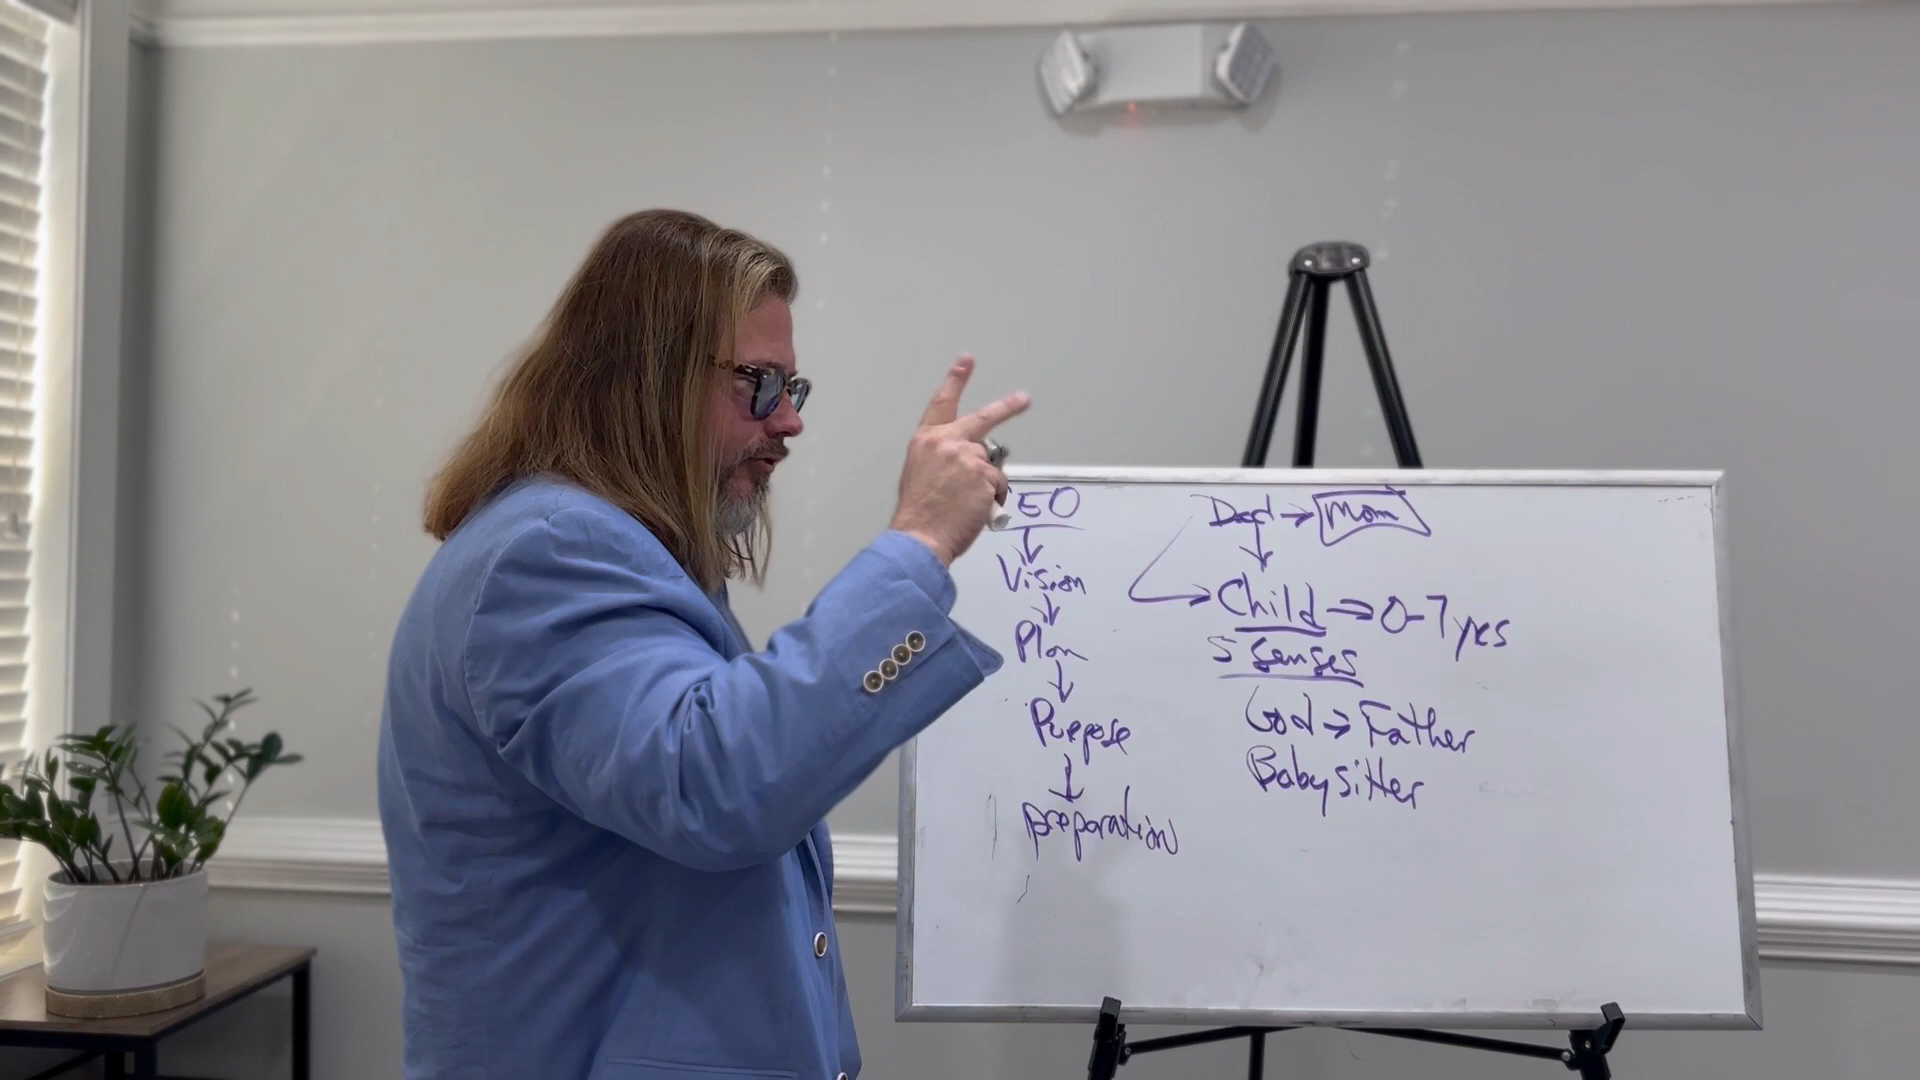 CEO
Vision
Plan
Purpose
preparation
Dad → Mom
Child ⇒ 0-7 yrs
5 senses
God → Father
Babysitter